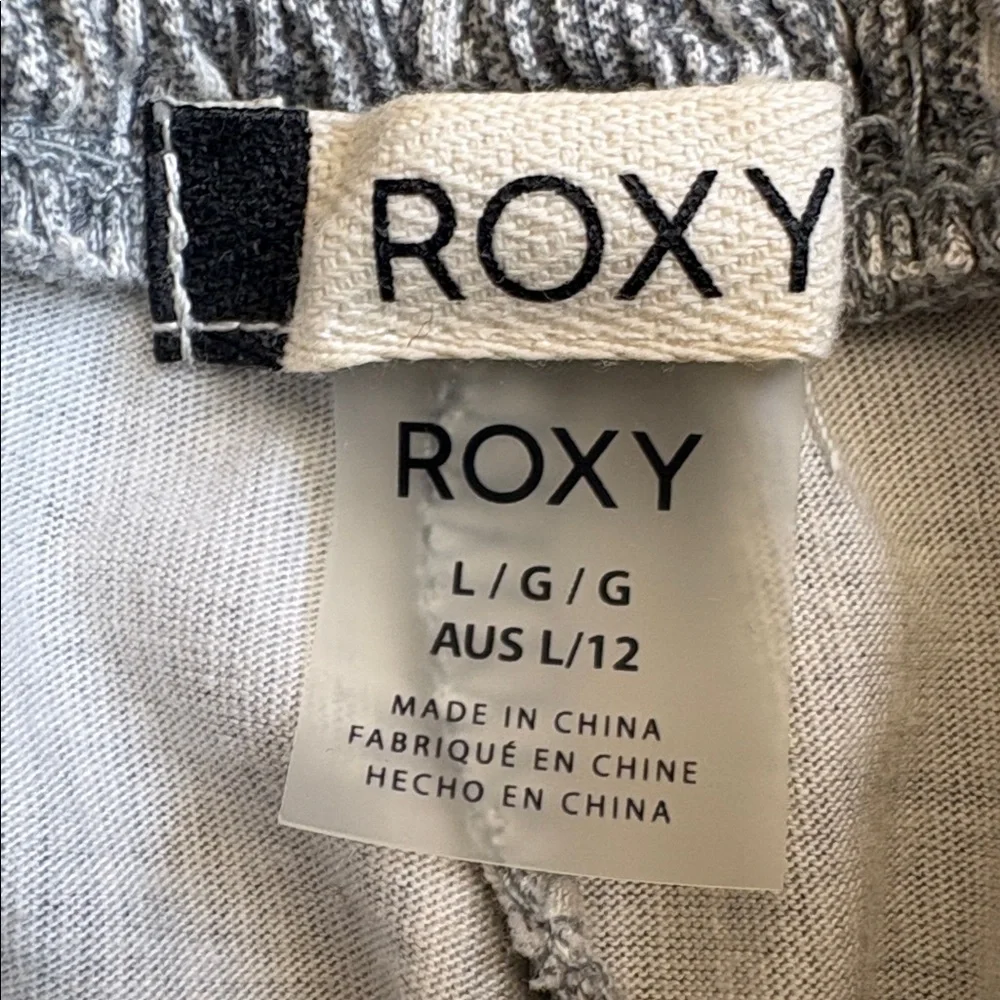 ROXY
ROXY
L / G / G
AUS L/12
MADE IN CHINA
FABRIQUÉ EN CHINE
HECHO EN CHINA